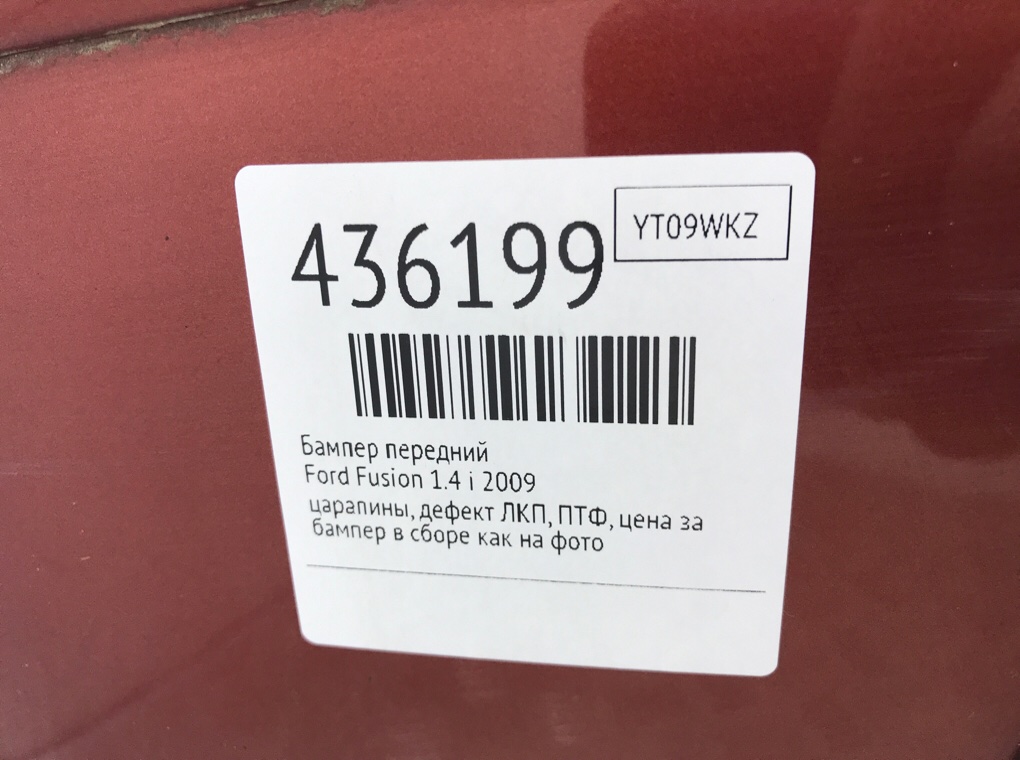 YT09WKZ
436199
Бампер передний
Ford Fusion 1.4 i 2009
царапины, дефект ЛКП, ПТФ, цена за
бампер в сборе как на фото